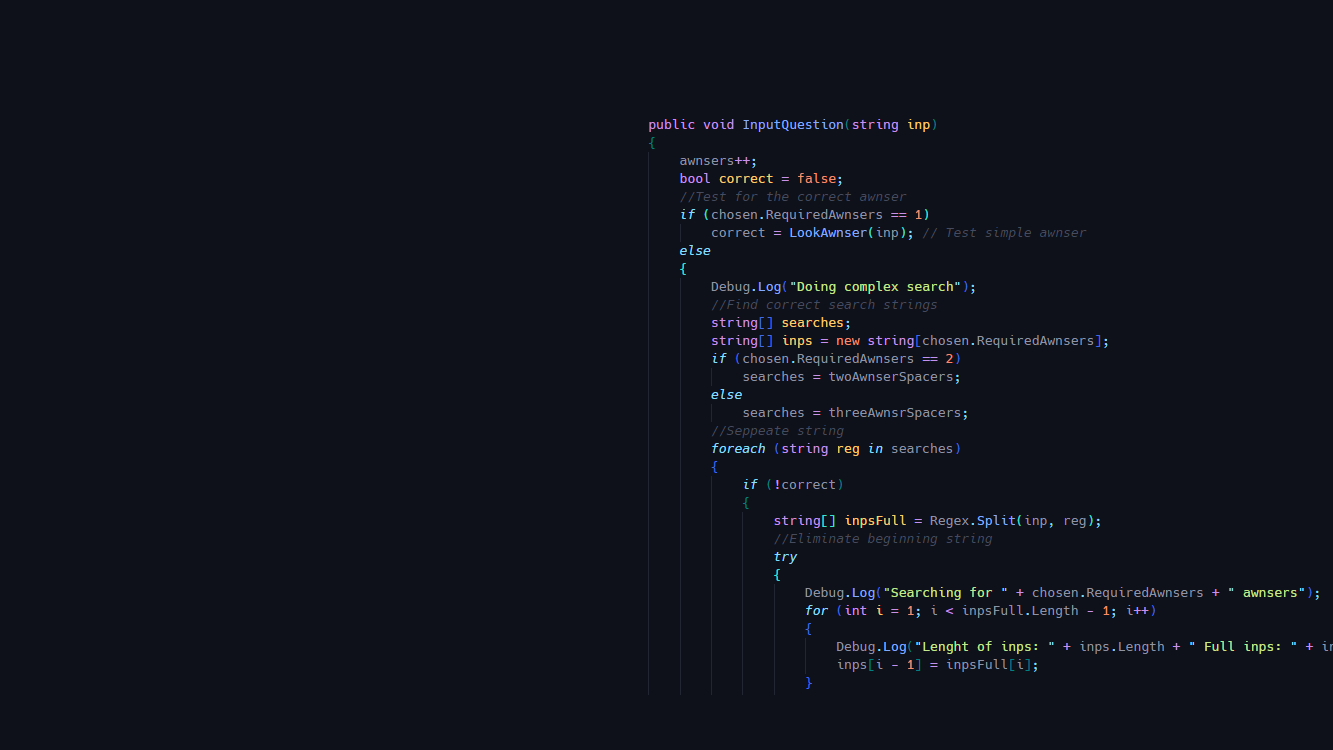 public void InputQuestion(string inp)
{
awnsers++;
bool correct = false;
//Test for the correct awnser
if (chosen.RequiredAwnsers == 1)
correct = LookAwnser(inp); // Test simple awnser
else
{
Debug.Log("Doing complex search");
//Find correct search strings
string[] searches;
string[] inps = new string[chosen.RequiredAwnsers];
if (chosen.RequiredAwnsers == 2)
searches = twoAwnserSpacers;
else
searches = threeAwnsrSpacers;
//Seppeate string
foreach (string reg in searches)
{
if (!correct)
{
string[] inpsFull = Regex.Split(inp, reg);
//Eliminate beginning string
try
{
Debug.Log("Searching for " + chosen.RequiredAwnsers + " awnsers");
for (int i = 1; i < inpsFull.Length - 1; i++)
{
Debug.Log("Lenght of inps: " + inps.Length + " Full inps: " +
inps[i - 1] = inpsFull[i];
}